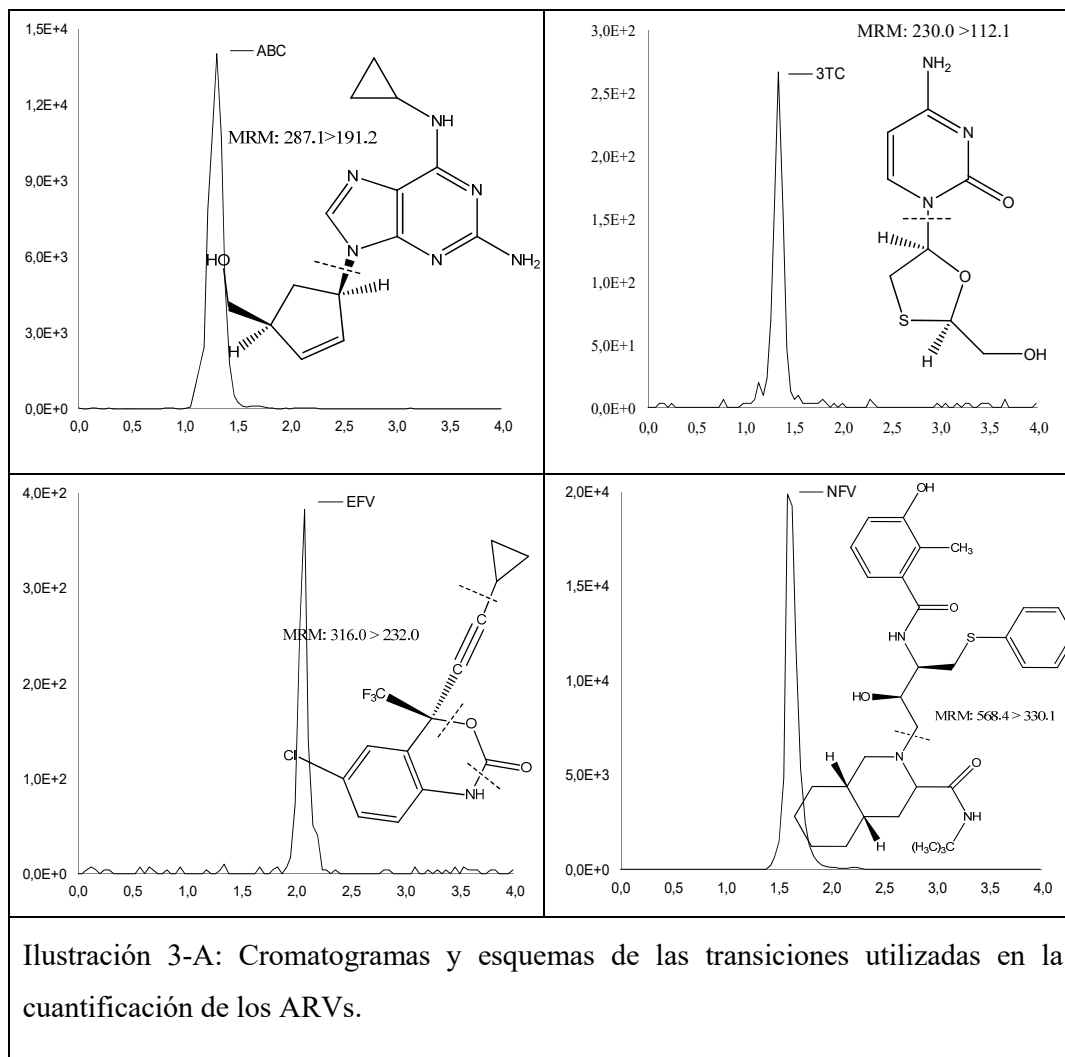 1,5E+4
ABC
1,2E+4
NH
MRM: 287.1>191.2
9,0E+3
N
N
6,0E+3
HO
N
N
NH2
H
3,0E+3
H
0,0E+0
0,0 0,5 1,0 1,5 2,0 2,5 3,0 3,5 4,0
3,0E+2
MRM: 230.0 >112.1
3TC
NH2
2,5E+2
N
2,0E+2
N
O
1,5E+2
H
1,0E+2
O
S
5,0E+1
H
OH
0,0E+0
0,0 0,5 1,0 1,5 2,0 2,5 3,0 3,5 4,0
4,0E+2
EFV
3,0E+2
C
MRM: 316.0 > 232.0
C
2,0E+2
F3C
O
Cl
O
1,0E+2
NH
0,0E+0
0,0 0,5 1,0 1,5 2,0 2,5 3,0 3,5 4,0
2,0E+4
NFV
OH
CH3
1,5E+4
O
HN
S
1,0E+4
HO
MRM: 568.4 > 330.1
H
N
O
5,0E+3
NH
H
(H3C)3C
0,0E+0
0,0 0,5 1,0 1,5 2,0 2,5 3,0 3,5 4,0
Ilustración 3-A: Cromatogramas y esquemas de las transiciones utilizadas en la
cuantificación de los ARVs.